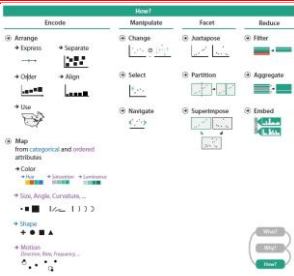 How?
Encode
Manipulate
Facet
Reduce
Arrange
Express
Separate
Order
Align
Use
Map
from categorical and ordered
attributes
Color
Hue
Saturation
Luminance
Size, Angle, Curvature, ...
Shape
Motion
Direction, Rate, Frequency, ...
Change
Select
Navigate
Juxtapose
Partition
Superimpose
Filter
Aggregate
Embed
What?
Why?
How?